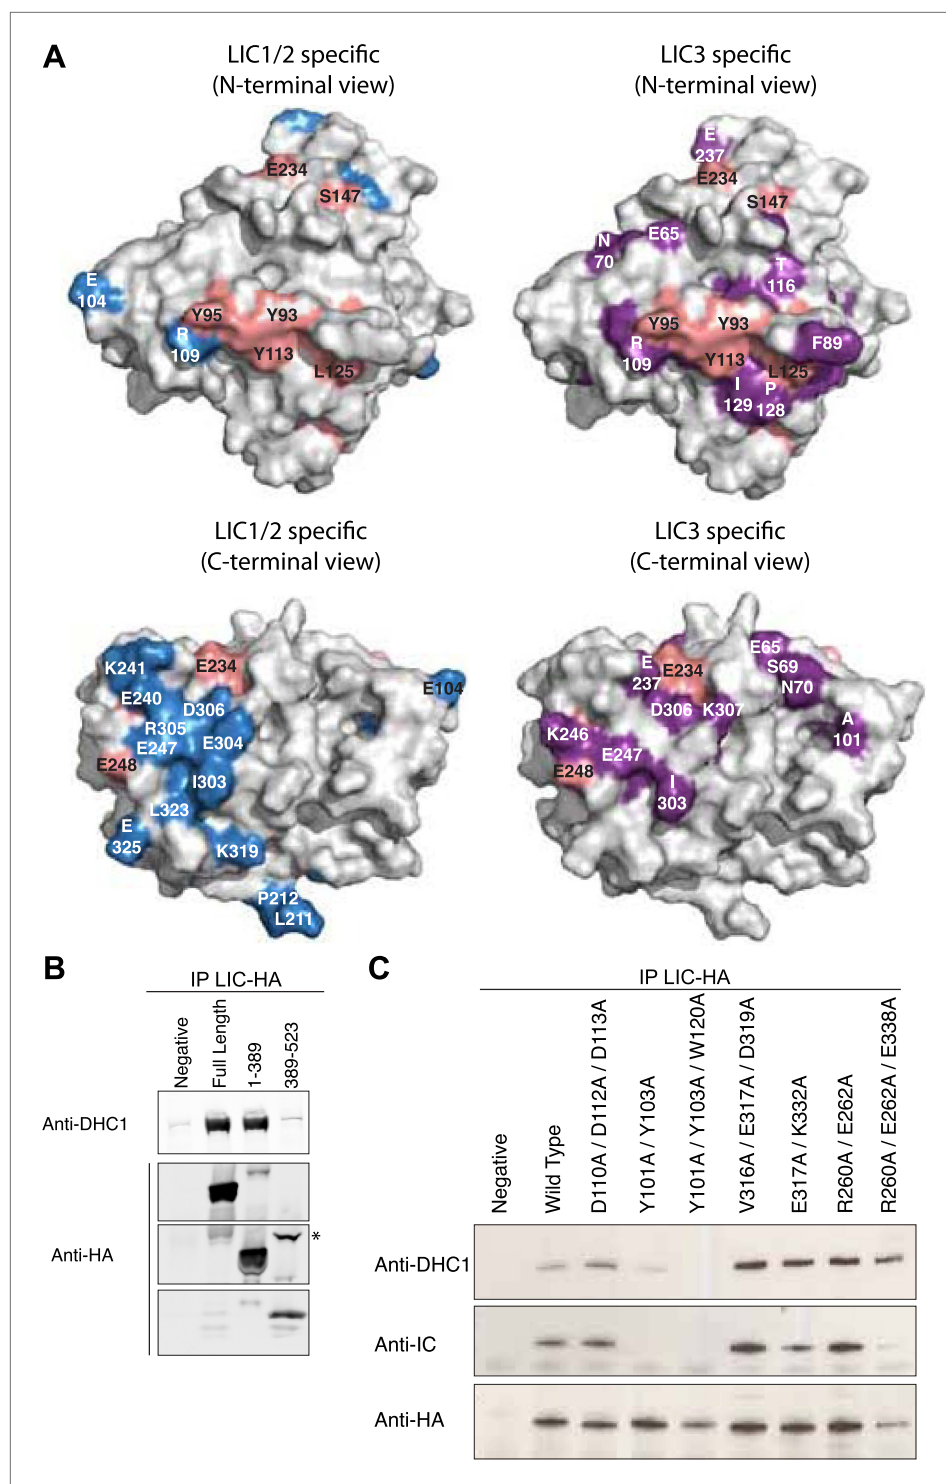 A
LIC1/2 specific
(N-terminal view)
E234
S147
E
104
Y95
Y93
R
109
Y113
L125
LIC3 specific
(N-terminal view)
E
237
E234
S147
N
70
E65
T
116
Y95
Y93
F89
R
109
Y113
L125
I
129
P
128
LIC1/2 specific
(C-terminal view)
K241
E234
E104
E240
D306
R305
E247
E304
E248
I303
L323
E
325
K319
P212
L211
LIC3 specific
(C-terminal view)
E65
S69
N70
E
237
E234
D306
K307
A
101
K246
E247
E248
I
303
B
IP LIC-HA
Negative
Full Length
1-389
389-523
Anti-DHC1
Anti-HA
*
C
IP LIC-HA
Negative
Wild Type
D110A / D112A / D113A
Y101A / Y103A
Y101A / Y103A / W120A
V316A / E317A / D319A
E317A / K332A
R260A / E262A
R260A / E262A / E338A
Anti-DHC1
Anti-IC
Anti-HA